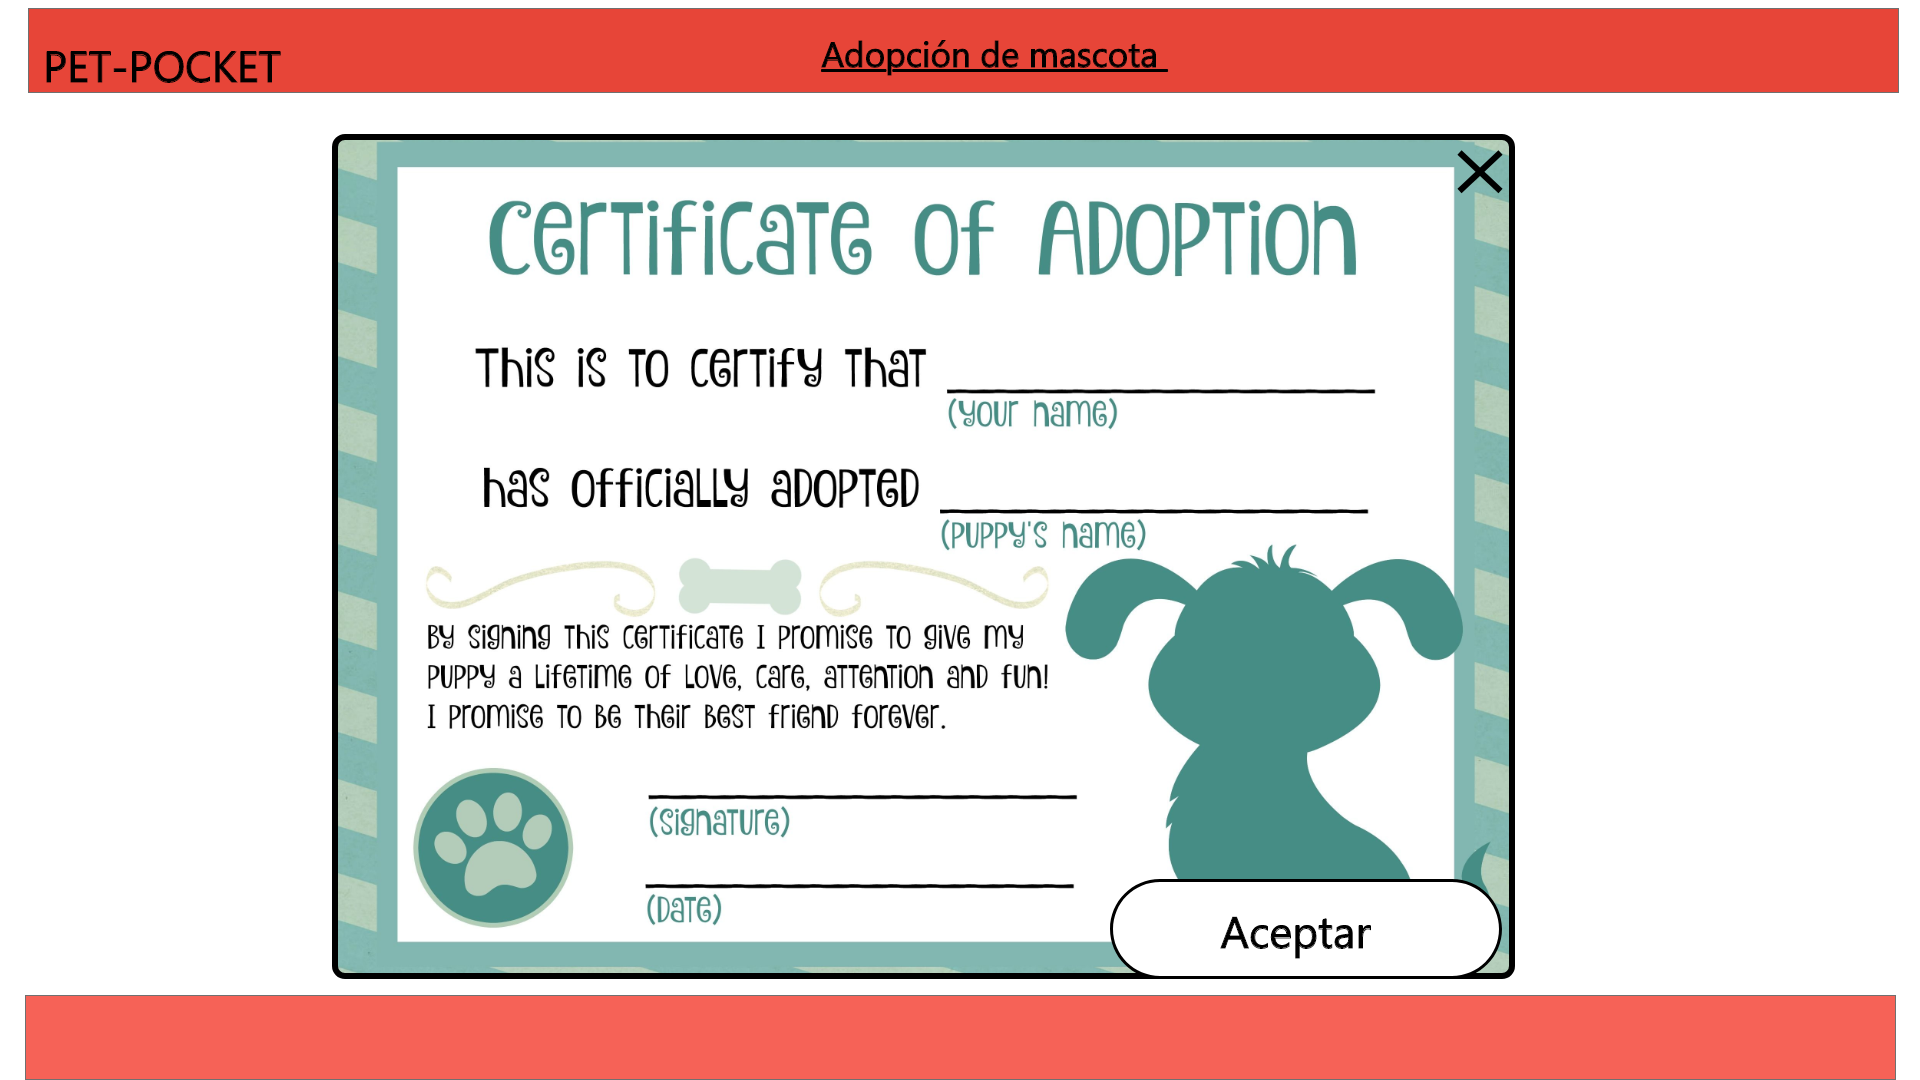 PET-POCKET
Adopción de mascota
Certificate of Adoption
This is to certify that
(your name)
has officially adopted
(puppy's name)
By signing this certificate I promise to give my
puppy a lifetime of love, care, attention and fun!
I promise to be their best friend forever.
(signature)
(Date)
Aceptar